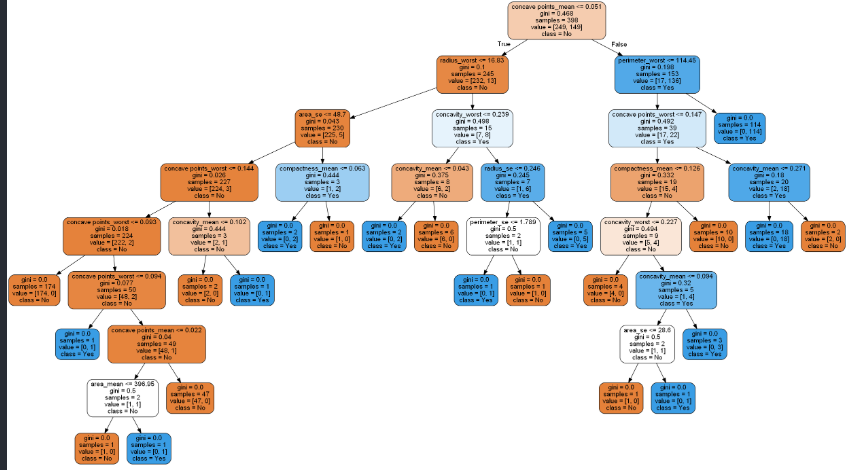 concave points_mean <= 0.051
gini = 0.468
samples = 398
value = [249, 149]
class = No
True
False
radius_worst <= 16.83
gini = 0.1
samples = 245
value = [232, 13]
class = No
perimeter_worst <= 114.45
gini = 0.198
samples = 153
value = [17, 136]
class = Yes
area_se <= 48.7
gini = 0.043
samples = 230
value = [225, 5]
class = No
concavity_worst <= 0.239
gini = 0.498
samples = 15
value = [7, 8]
class = Yes
concave points_worst <= 0.147
gini = 0.492
samples = 39
value = [17, 22]
class = Yes
gini = 0.0
samples = 114
value = [0, 114]
class = Yes
concave points_worst <= 0.144
gini = 0.026
samples = 227
value = [224, 3]
class = No
compactness_mean <= 0.063
gini = 0.444
samples = 3
value = [1, 2]
class = Yes
concavity_mean <= 0.043
gini = 0.375
samples = 8
value = [6, 2]
class = No
radius_se <= 0.246
gini = 0.245
samples = 7
value = [1, 6]
class = Yes
compactness_mean <= 0.126
gini = 0.332
samples = 19
value = [15, 4]
class = No
concavity_mean <= 0.271
gini = 0.18
samples = 20
value = [2, 18]
class = Yes
concave points_worst <= 0.093
gini = 0.018
samples = 224
value = [222, 2]
class = No
concavity_mean <= 0.102
gini = 0.444
samples = 3
value = [2, 1]
class = No
gini = 0.0
samples = 2
value = [0, 2]
class = Yes
gini = 0.0
samples = 1
value = [1, 0]
class = No
gini = 0.0
samples = 2
value = [0, 2]
class = Yes
gini = 0.0
samples = 6
value = [6, 0]
class = No
perimeter_se <= 1.789
gini = 0.5
samples = 2
value = [1, 1]
class = No
gini = 0.0
samples = 5
value = [0, 5]
class = Yes
concavity_worst <= 0.227
gini = 0.494
samples = 9
value = [5, 4]
class = No
gini = 0.0
samples = 10
value = [10, 0]
class = No
gini = 0.0
samples = 18
value = [0, 18]
class = Yes
gini = 0.0
samples = 2
value = [2, 0]
class = No
gini = 0.0
samples = 174
value = [174, 0]
class = No
concave points_worst <= 0.094
gini = 0.077
samples = 50
value = [48, 2]
class = No
gini = 0.0
samples = 2
value = [2, 0]
class = No
gini = 0.0
samples = 1
value = [0, 1]
class = Yes
gini = 0.0
samples = 1
value = [0, 1]
class = Yes
gini = 0.0
samples = 1
value = [1, 0]
class = No
gini = 0.0
samples = 4
value = [4, 0]
class = No
concavity_mean <= 0.094
gini = 0.32
samples = 5
value = [1, 4]
class = Yes
gini = 0.0
samples = 1
value = [0, 1]
class = Yes
concave points_mean <= 0.022
gini = 0.04
samples = 49
value = [48, 1]
class = No
area_se <= 28.6
gini = 0.5
samples = 2
value = [1, 1]
class = No
gini = 0.0
samples = 3
value = [0, 3]
class = Yes
area_mean <= 396.95
gini = 0.5
samples = 2
value = [1, 1]
class = No
gini = 0.0
samples = 47
value = [47, 0]
class = No
gini = 0.0
samples = 1
value = [1, 0]
class = No
gini = 0.0
samples = 1
value = [0, 1]
class = Yes
gini = 0.0
samples = 1
value = [1, 0]
class = No
gini = 0.0
samples = 1
value = [0, 1]
class = Yes